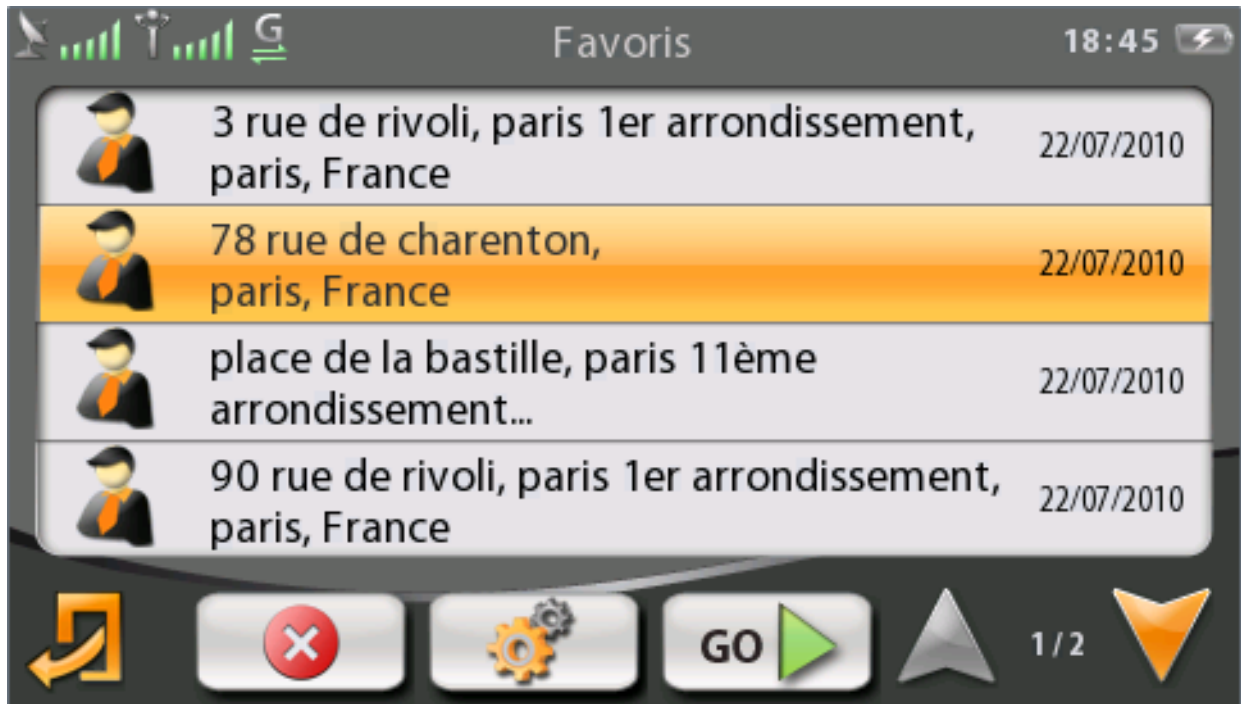 G
Favoris
18:45
3 rue de rivoli, paris 1er arrondissement,
paris, France
22/07/2010
78 rue de charenton,
paris, France
22/07/2010
place de la bastille, paris 11ème
arrondissement...
22/07/2010
90 rue de rivoli, paris 1er arrondissement,
paris, France
22/07/2010
GO
1/2